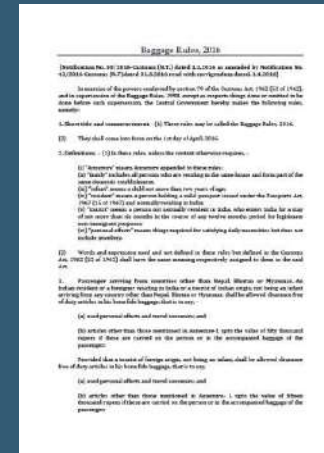 Baggage Rules, 2016
[Notification No. 30/2016-Customs (N.T.) dated 1.3.2016 as amended by Notification No.
43/2016-Customs (N.T) dated 31.3.2016 read with corrigendum dated. 1.4.2016]
In exercise of the powers conferred by section 79 of the Customs Act, 1962 (52 of 1962),
and in supersession of the Baggage Rules, 1998, except as respects things done or omitted to be
done before such supersession, the Central Government hereby makes the following rules,
namely:-
1. Short title and commencement. - (1) These rules may be called the Baggage Rules, 2016.
(2) They shall come into force on the 1st day of April, 2016.
2. Definitions. - (1) In these rules, unless the context otherwise requires, -
(i) "Annexure" means Annexure appended to these rules;
(ii) "family" includes all persons who are residing in the same house and form part of the
same domestic establishment;
(iii) "infant" means a child not more than two years of age;
(iv) "resident" means a person holding a valid passport issued under the Passports Act,
1967 (15 of 1967) and normally residing in India;
(v) "tourist" means a person not normally resident in India, who enters India for a stay
of not more than six months in the course of any twelve months period for legitimate
non-immigrant purposes;
(vi) "personal effects" means things required for satisfying daily necessities but does not
include jewellery.
(2) Words and expressions used and not defined in these rules but defined in the Customs
Act, 1962 (52 of 1962) shall have the same meaning respectively assigned to them in the said
Act.
3. Passenger arriving from countries other than Nepal, Bhutan or Myanmar.- An
Indian resident or a foreigner residing in India or a tourist of Indian origin, not being an infant
arriving from any country other than Nepal, Bhutan or Myanmar, shall be allowed clearance free
of duty articles in his bona fide baggage, that is to say, -
(a) used personal effects and travel souvenirs; and
(b) articles other than those mentioned in Annexure-I, upto the value of fifty thousand
rupees if these are carried on the person or in the accompanied baggage of the
passenger:
Provided that a tourist of foreign origin, not being an infant, shall be allowed clearance
free of duty articles in his bona fide baggage, that is to say,
(a) used personal effects and travel souvenirs; and
(b) articles other than those mentioned in Annexure- I, upto the value of fifteen
thousand rupees if these are carried on the person or in the accompanied baggage of the
passenger: